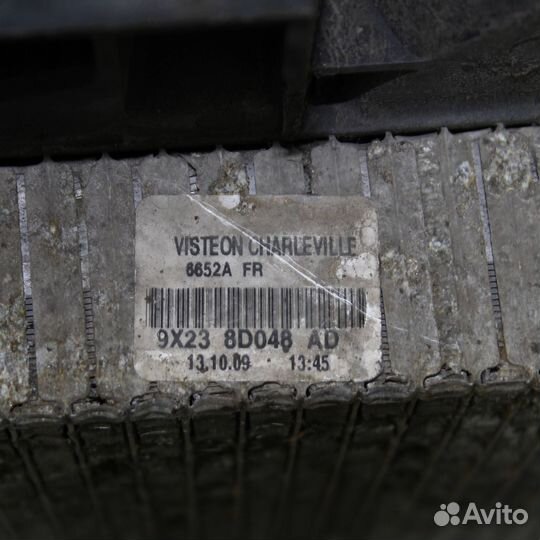 VISTEON CHARLEVILLE
6652A FR
9X23 8D048 AD
13.10.09 · 13:45
Avito